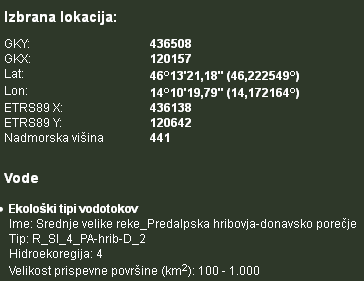 Izbrana lokacija:
GKY: 436508
GKX: 120157
Lat: 46°13'21,18" (46,222549°)
Lon: 14°10'19,79" (14,172164°)
ETRS89 X: 436138
ETRS89 Y: 120642
Nadmorska višina 441
Vode
• Ekološki tipi vodotokov
Ime: Srednje velike reke_Predalpska hribovja-donavsko porečje
Tip: R_SI_4_PA-hrib-D_2
Hidroekoregija: 4
Velikost prispevne površine (km²): 100 - 1.000